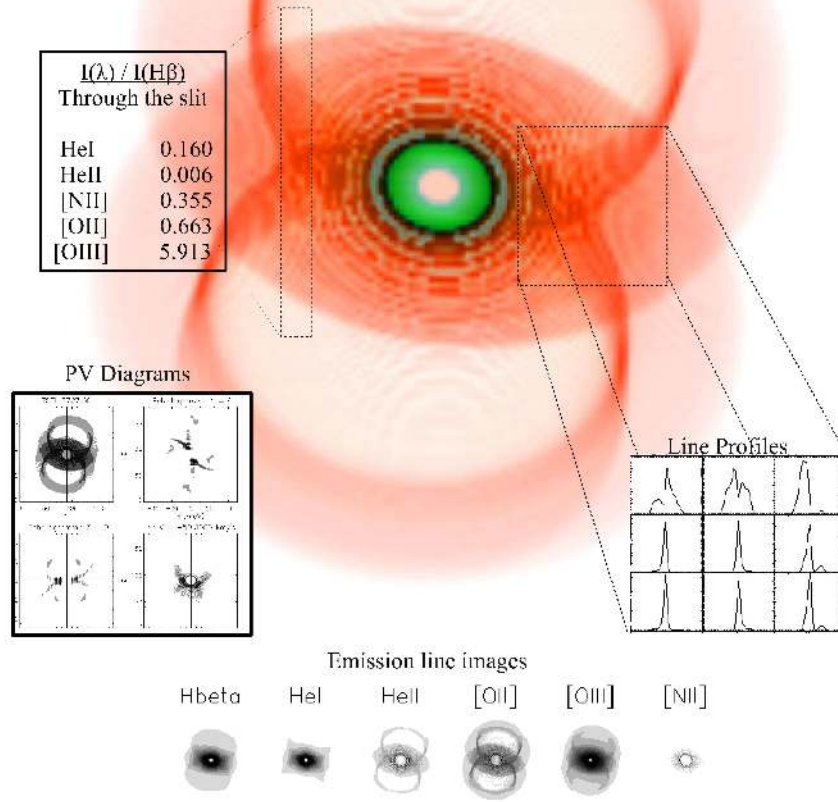 I(λ) / I(Hβ)
Through the slit
HeI 0.160
HeII 0.006
[NII] 0.355
[OII] 0.663
[OIII] 5.913
PV Diagrams
Line Profiles
Emission line images
Hbeta HeI HeII [OII] [OIII] [NII]